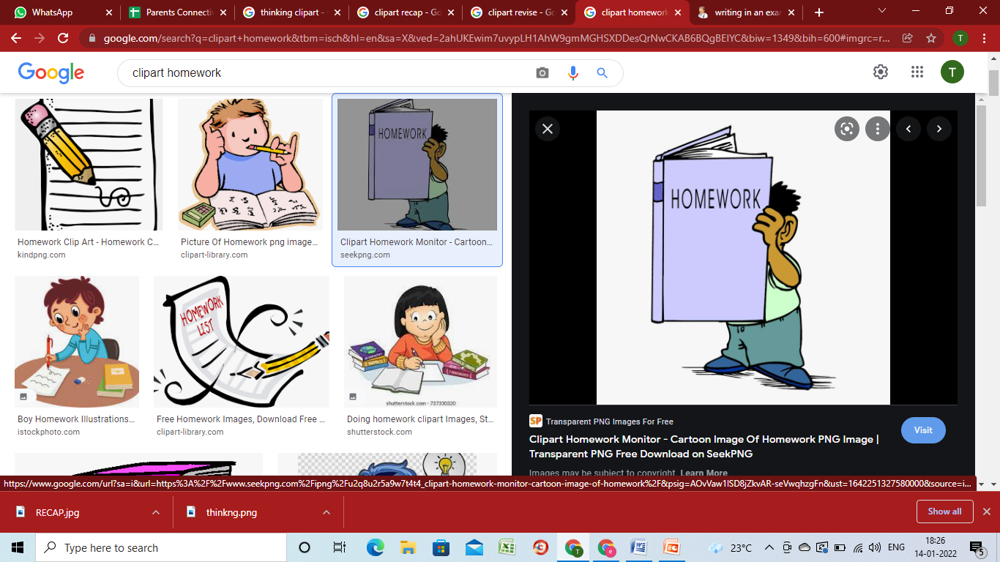 WhatsApp
Parents Connectiv
thinking clipart -
clipart recap - Go
clipart revise - Go
clipart homework
writing in an exa
google.com/search?q=clipart+homework&tbm=isch&hl=en&sa=X&ved=2ahUKEwim7uvypLH1AhW9gmMGHSXDDesQrNwCKAB6BQgBEIYC&biw=1349&bih=600#imgrc=r...
T
Google
clipart homework
T
HOMEWORK
Homework Clip Art - Homework C...
kindpng.com
Picture Of Homework png image...
clipart-library.com
Clipart Homework Monitor - Cartoon...
seekpng.com
HOMEWORK
HOMEWORK
LIST
GEOGRAPHY
shutterstock.com · 737330320
Boy Homework Illustrations...
istockphoto.com
Free Homework Images, Download Free ...
clipart-library.com
Doing homework clipart Images, St...
shutterstock.com
SP Transparent PNG Images For Free
Clipart Homework Monitor - Cartoon Image Of Homework PNG Image |
Transparent PNG Free Download on SeekPNG
Visit
Images may be subject to copyright. Learn More
https://www.google.com/url?sa=i&url=https%3A%2F%2Fwww.seekpng.com%2Fipng%2Fu2q8u2r5a9w7t4t4_clipart-homework-monitor-cartoon-image-of-homework%2F&psig=AOvVaw1lSD8jZkvAR-seVwqhzgFn&ust=1642251327580000&source=i...
RECAP.jpg
thinkng.png
Show all
Type here to search
T
e
23°C
ENG
18:26
14-01-2022
5